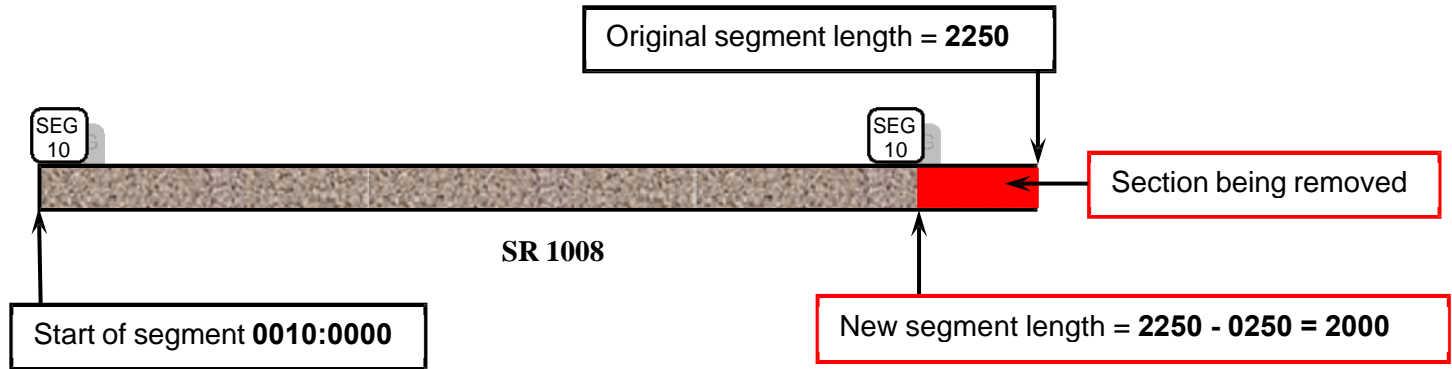 Original segment length = 2250
SEG
10
SEG
10
Section being removed
SR 1008
Start of segment 0010:0000
New segment length = 2250 - 0250 = 2000